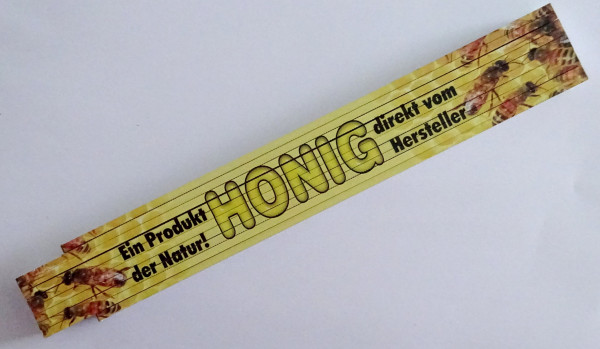 Ein Produkt
der Natur!
HONIG
direkt vom
Hersteller